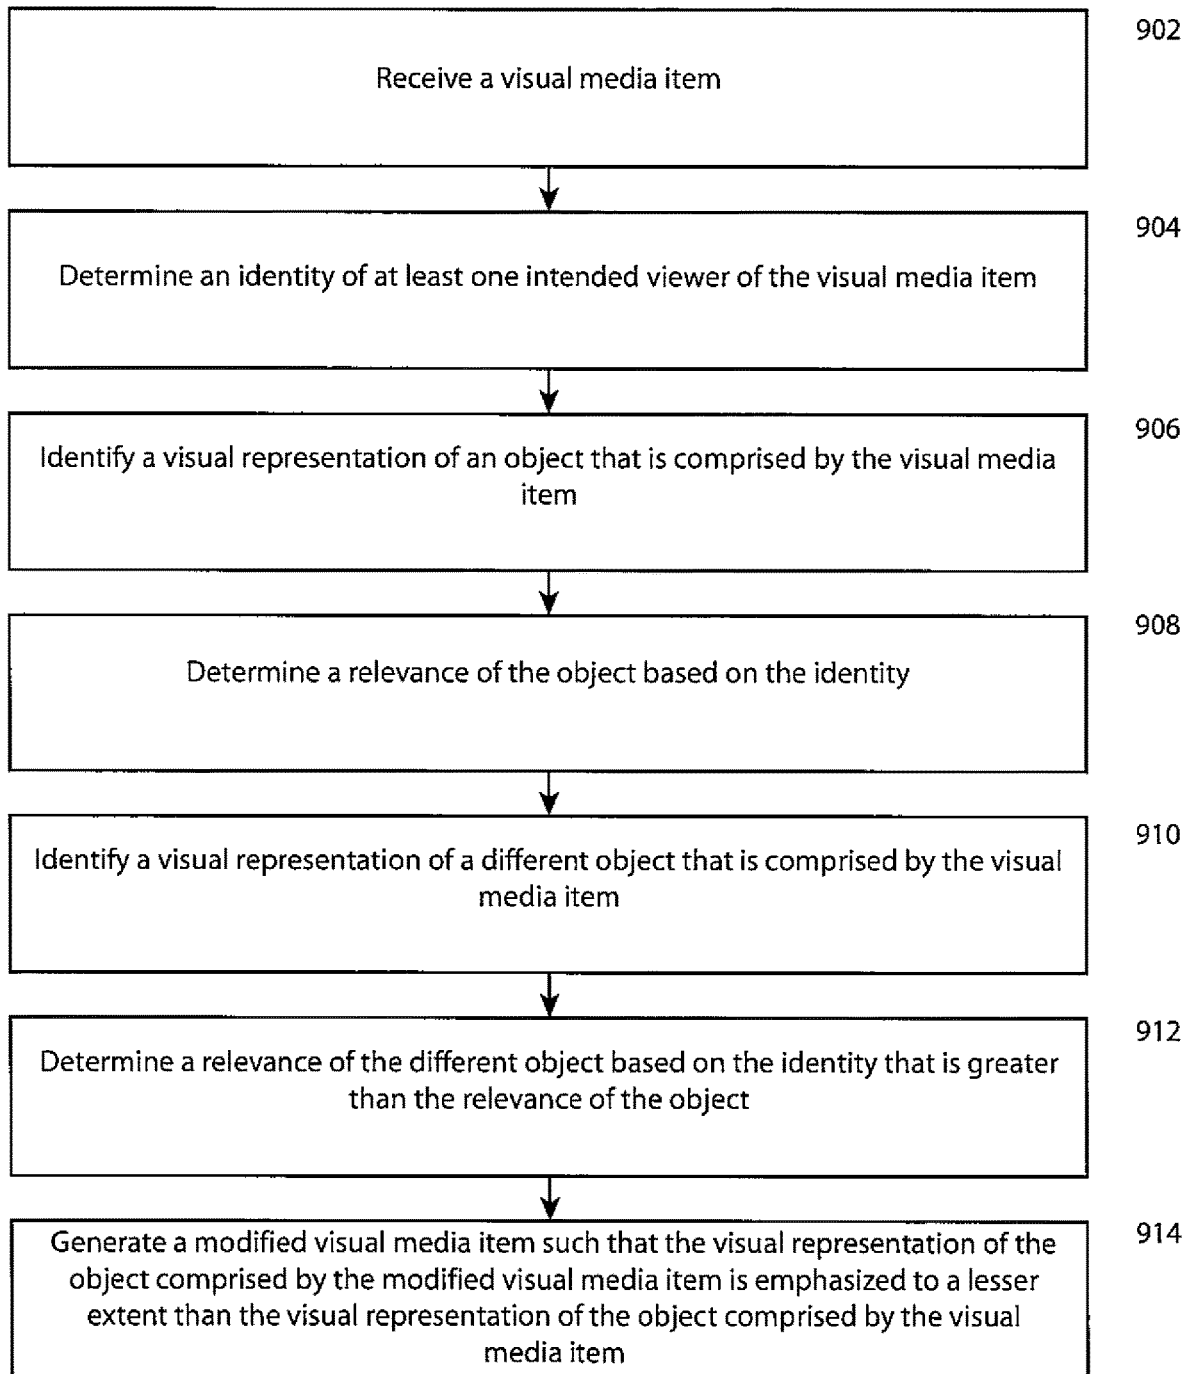 902
Receive a visual media item
904
Determine an identity of at least one intended viewer of the visual media item
906
Identify a visual representation of an object that is comprised by the visual media
item
908
Determine a relevance of the object based on the identity
910
Identify a visual representation of a different object that is comprised by the visual
media item
912
Determine a relevance of the different object based on the identity that is greater
than the relevance of the object
914
Generate a modified visual media item such that the visual representation of the
object comprised by the modified visual media item is emphasized to a lesser
extent than the visual representation of the object comprised by the visual
media item